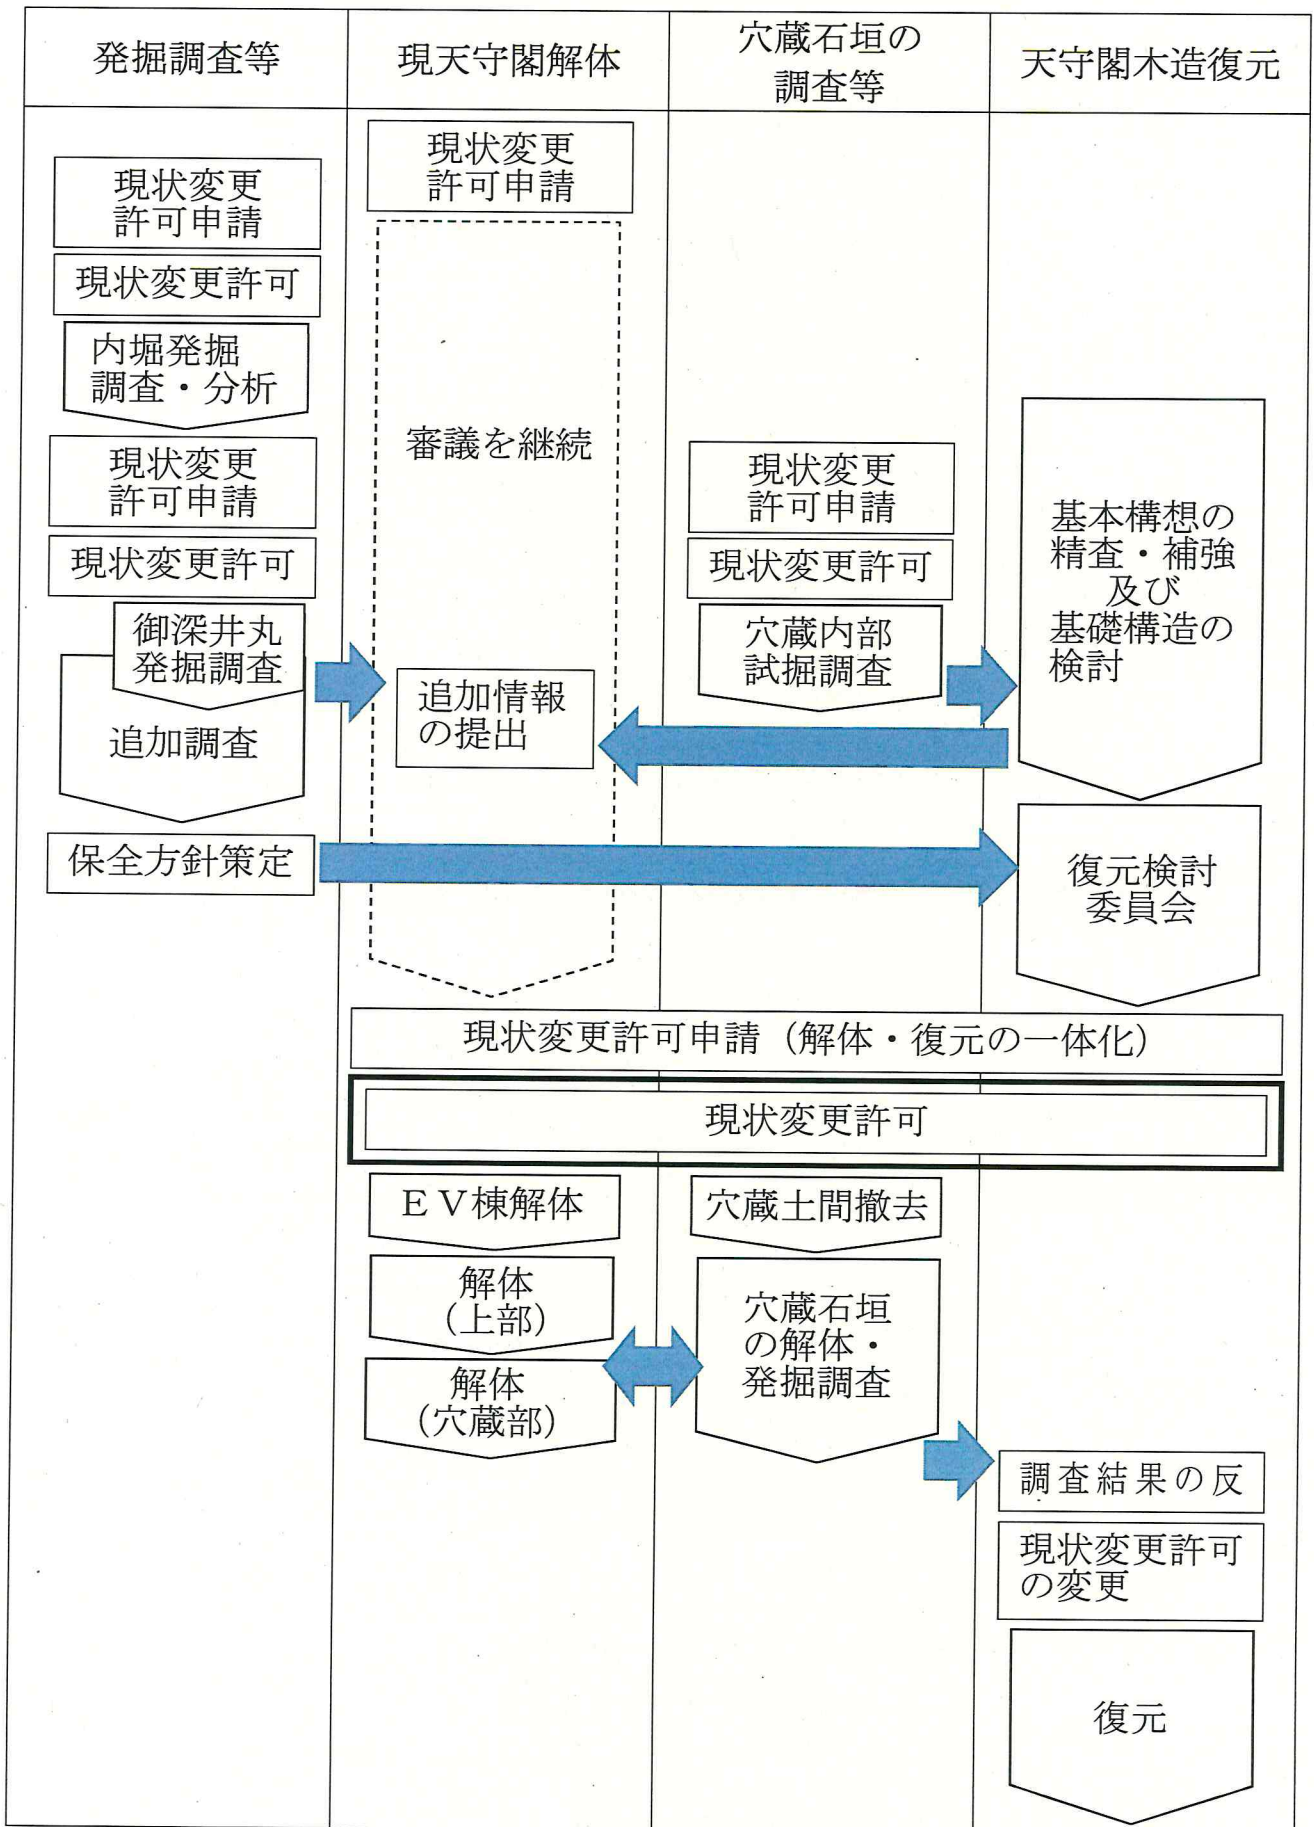 発掘調査等
現天守閣解体
穴蔵石垣の
調査等
天守閣木造復元
現状変更
許可申請
現状変更許可
内堀発掘
調査・分析
現状変更
許可申請
現状変更許可
御深井丸
発掘調査
追加調査
保全方針策定
現状変更
許可申請
審議を継続
追加情報
の提出
現状変更
許可申請
現状変更許可
穴蔵内部
試掘調査
基本構想の
精査・補強
及び
基礎構造の
検討
復元検討
委員会
現状変更許可申請（解体・復元の一体化）
現状変更許可
ＥＶ棟解体
解体
（上部）
解体
（穴蔵部）
穴蔵土間撤去
穴蔵石垣
の解体・
発掘調査
調査結果の反
現状変更許可
の変更
復元